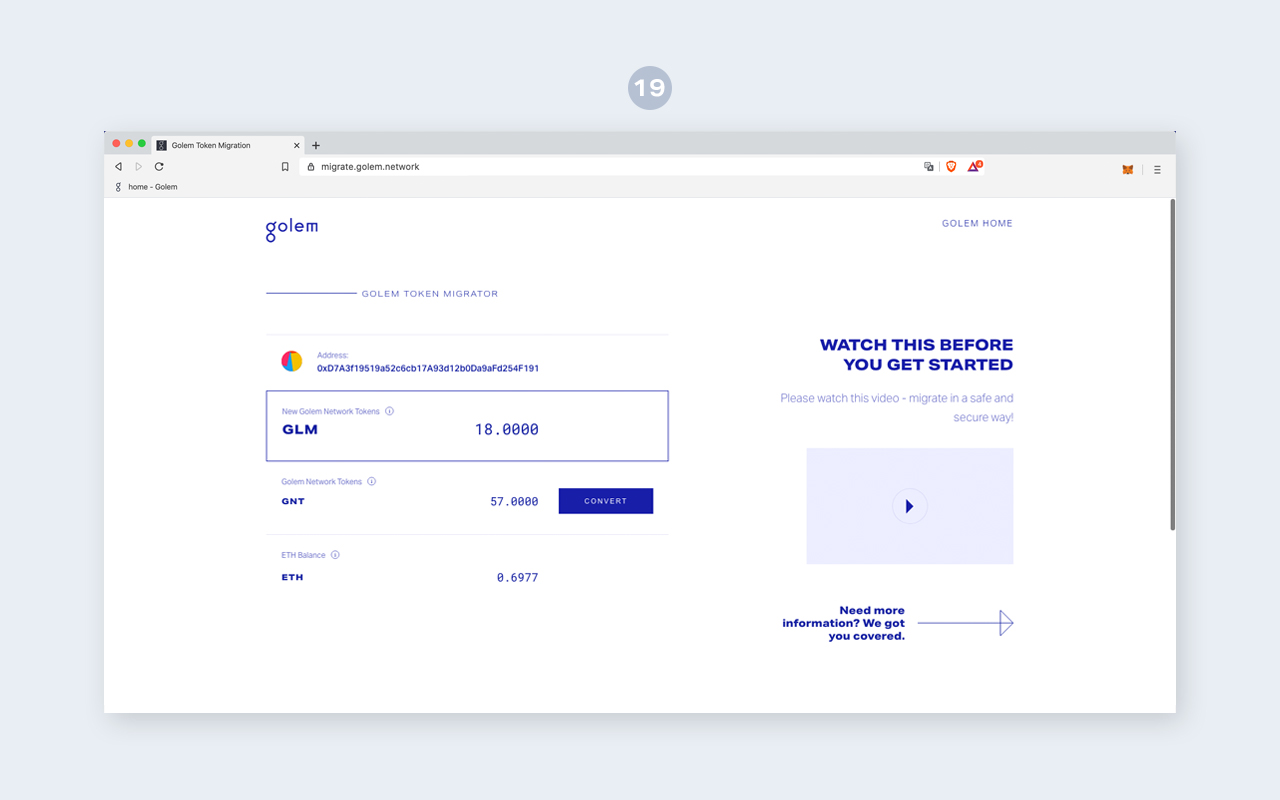 19
Golem Token Migration
migrate.golem.network
4
home - Golem
golem
GOLEM HOME
GOLEM TOKEN MIGRATOR
Address:
0xD7A3f19519a52c6cb17A93d12b0Da9aFd254F191
New Golem Network Tokens
GLM 18.0000
Golem Network Tokens
GNT 57.0000 CONVERT
ETH Balance
ETH 0.6977
WATCH THIS BEFORE
YOU GET STARTED
Please watch this video - migrate in a safe and
secure way!
Need more
information? We got
you covered.